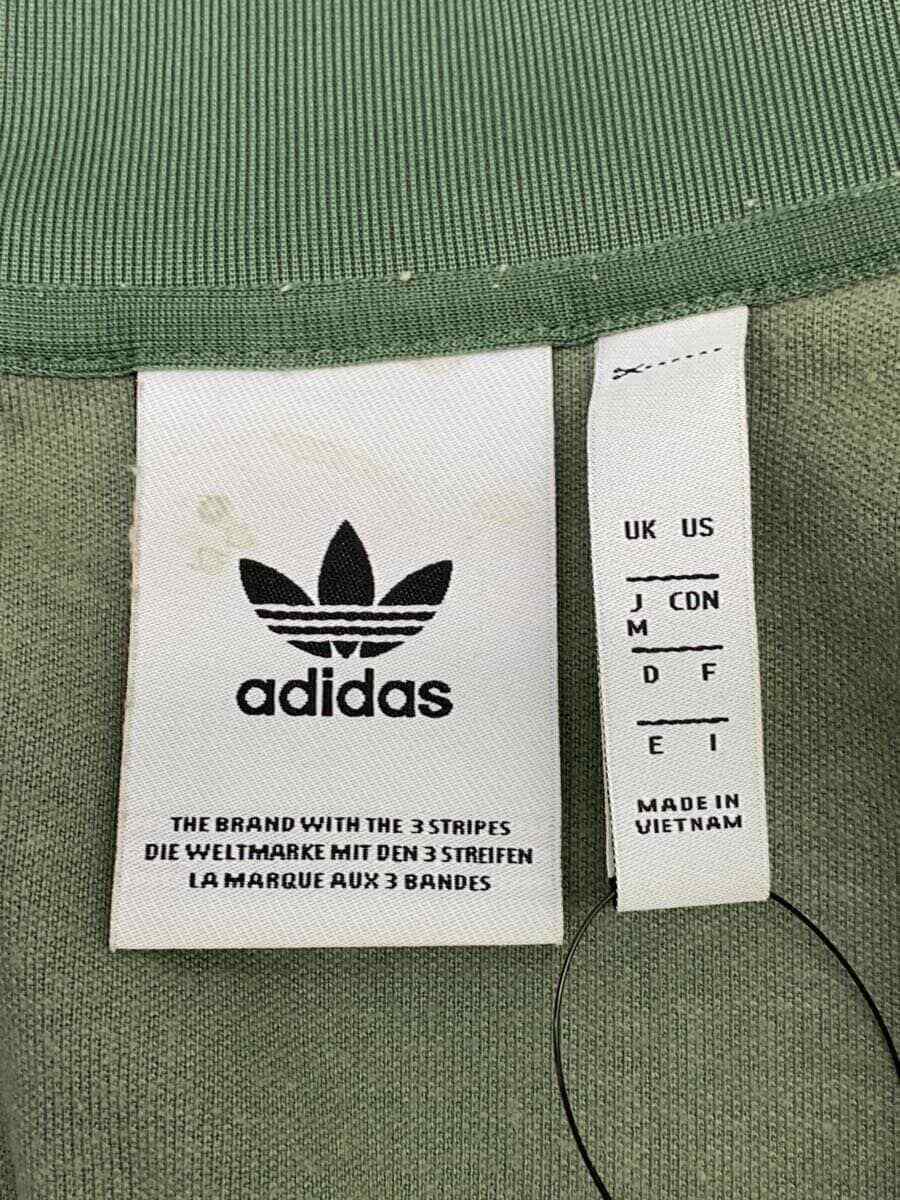 adidas
THE BRAND WITH THE 3 STRIPES
DIE WELTMARKE MIT DEN 3 STREIFEN
LA MARQUE AUX 3 BANDES
UK US
J CDN
M
D F
E I
MADE IN
VIETNAM